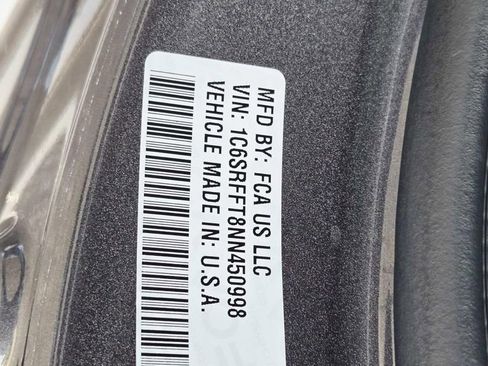 MFD BY: FCA US LLC
VIN: 1C6SRFFT8NN450998
VEHICLE MADE IN: U.S.A.